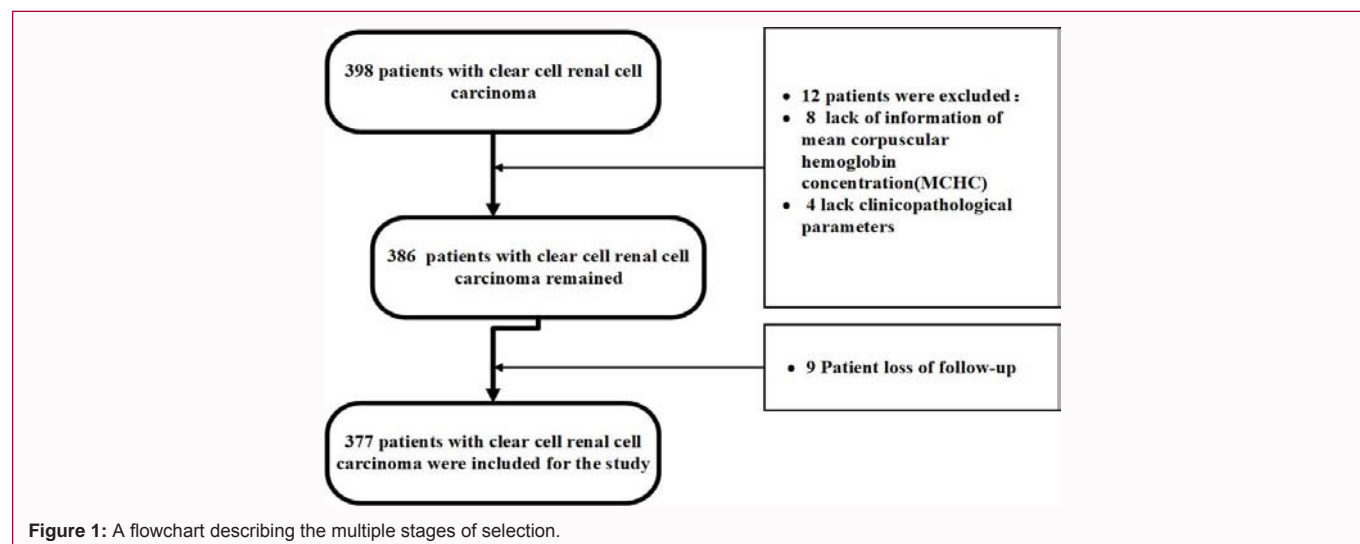 398 patients with clear cell renal cell
carcinoma
• 12 patients were excluded：
• 8 lack of information of
mean corpuscular
hemoglobin
concentration(MCHC)
• 4 lack clinicopathological
parameters
386 patients with clear cell renal cell
carcinoma remained
• 9 Patient loss of follow-up
377 patients with clear cell renal cell
carcinoma were included for the study
Figure 1: A flowchart describing the multiple stages of selection.